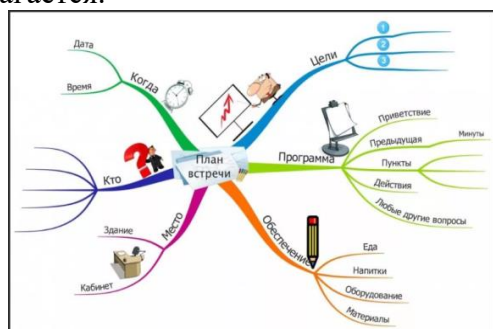 Дата
Время
Когда
Цели
1
2
3
План
встречи
Программа
Приветствие
Предыдущая
Минуты
Пункты
Действия
Любые другие вопросы
Кто
Место
Здание
Кабинет
Обеспечение
Еда
Напитки
Оборудование
Материалы